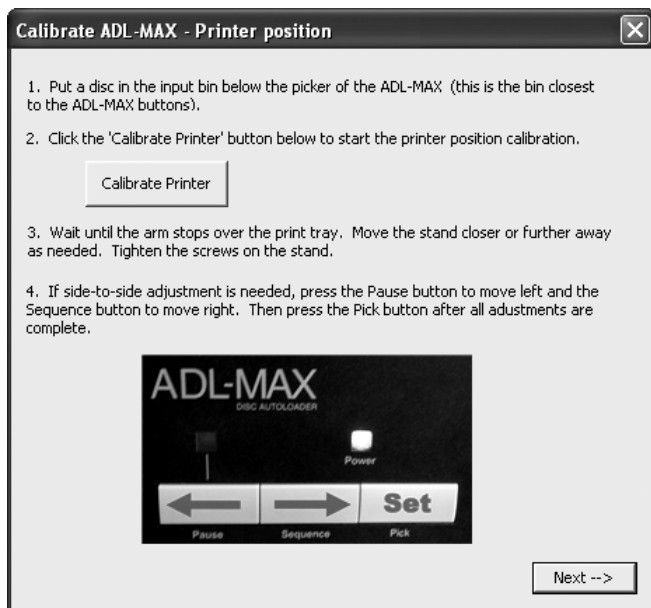 Calibrate ADL-MAX - Printer position
1. Put a disc in the input bin below the picker of the ADL-MAX (this is the bin closest
to the ADL-MAX buttons).
2. Click the 'Calibrate Printer' button below to start the printer position calibration.
Calibrate Printer
3. Wait until the arm stops over the print tray. Move the stand closer or further away
as needed. Tighten the screws on the stand.
4. If side-to-side adjustment is needed, press the Pause button to move left and the
Sequence button to move right. Then press the Pick button after all adustments are
complete.
ADL-MAX
DISC AUTOLOADER
Power
Set
Pause Sequence Pick
Next -->